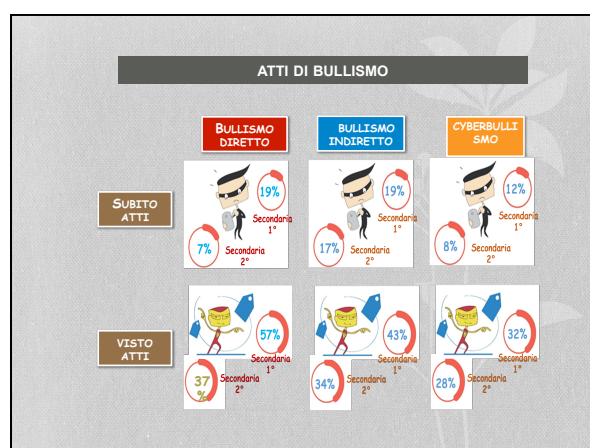 ATTI DI BULLISMO
BULLISMO
DIRETTO
BULLISMO
INDIRETTO
CYBERBULLI
SMO
SUBITO
ATTI
19%
Secondaria
1°
7%
Secondaria
2°
19%
Secondaria
1°
17%
Secondaria
2°
12%
Secondaria
1°
8%
Secondaria
2°
VISTO
ATTI
57%
Secondaria
1°
37
%
Secondaria
2°
43%
Secondaria
1°
34%
Secondaria
2°
32%
Secondaria
1°
28%
Secondaria
2°